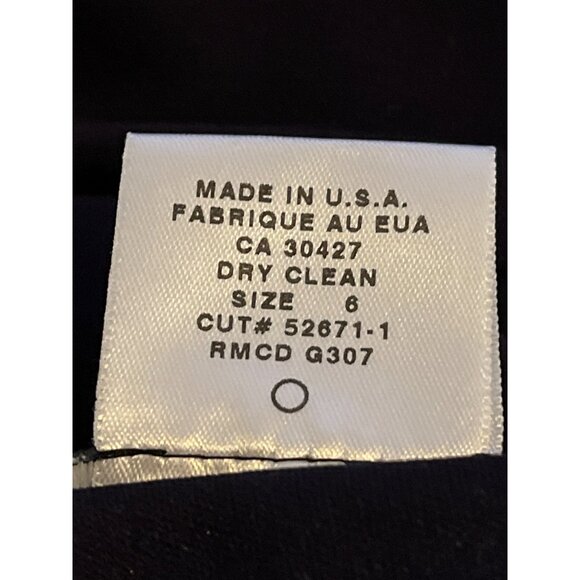 MADE IN U.S.A.
FABRIQUE AU EUA
CA 30427
DRY CLEAN
SIZE 6
CUT# 52671-1
RMCD G307